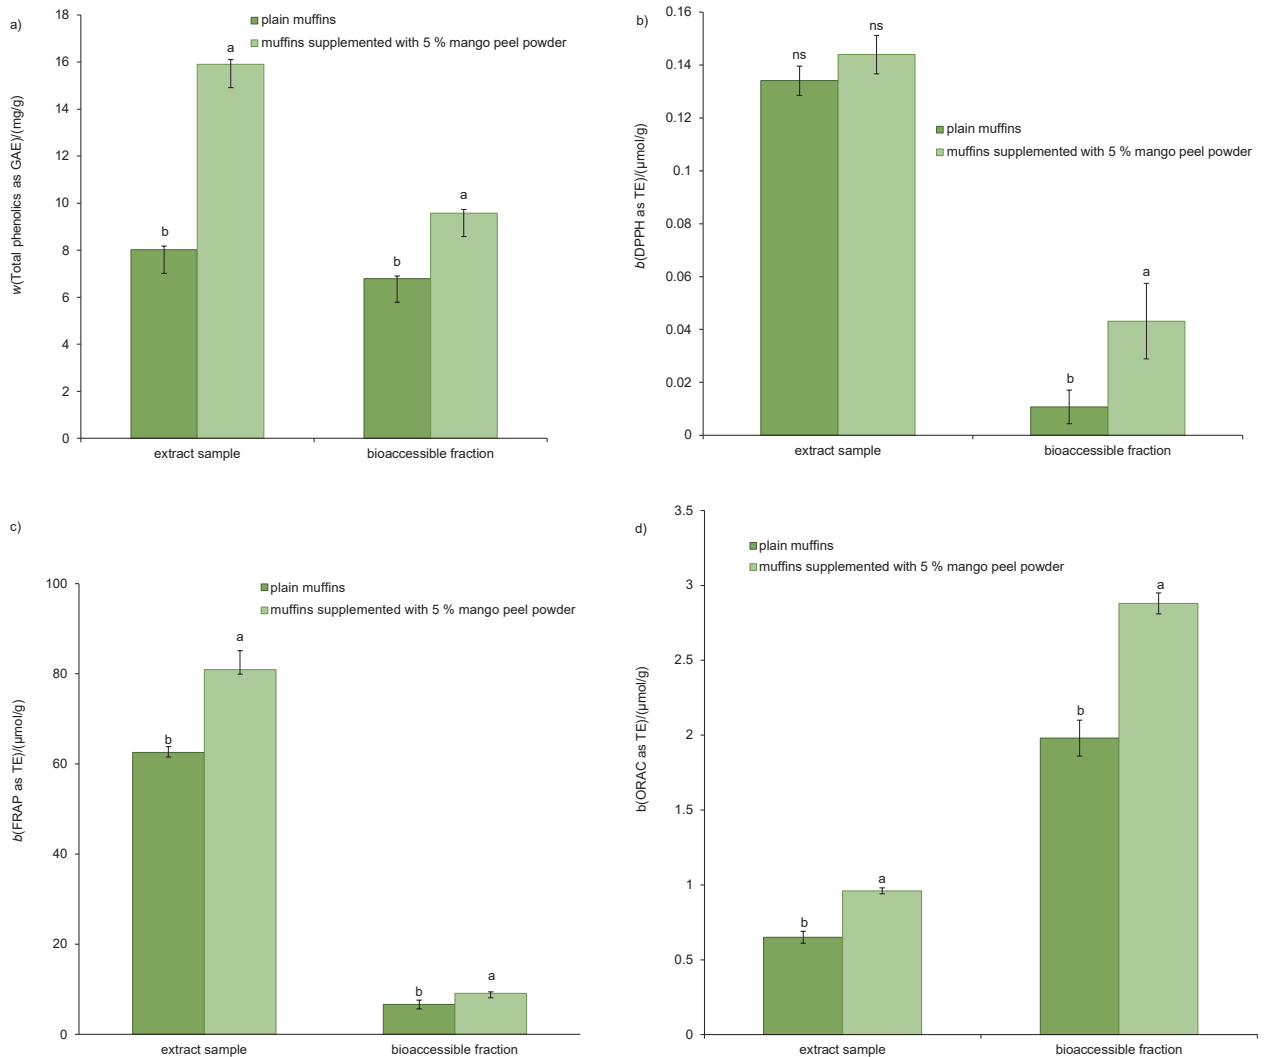 a)
plain muffins
muffins supplemented with 5 % mango peel powder
w(Total phenolics as GAE)/(mg/g)
18
16
14
12
10
8
6
4
2
0
b
a
b
a
extract sample
bioaccessible fraction
b)
plain muffins
muffins supplemented with 5 % mango peel powder
b(DPPH as TE)/(μmol/g)
0.16
0.14
0.12
0.1
0.08
0.06
0.04
0.02
0
ns
ns
b
a
extract sample
bioaccessible fraction
c)
plain muffins
muffins supplemented with 5 % mango peel powder
b(FRAP as TE)/(μmol/g)
100
80
60
40
20
0
b
a
b
a
extract sample
bioaccessible fraction
d)
plain muffins
muffins supplemented with 5 % mango peel powder
b(ORAC as TE)/(μmol/g)
3.5
3
2.5
2
1.5
1
0.5
0
b
a
b
a
extract sample
bioaccessible fraction